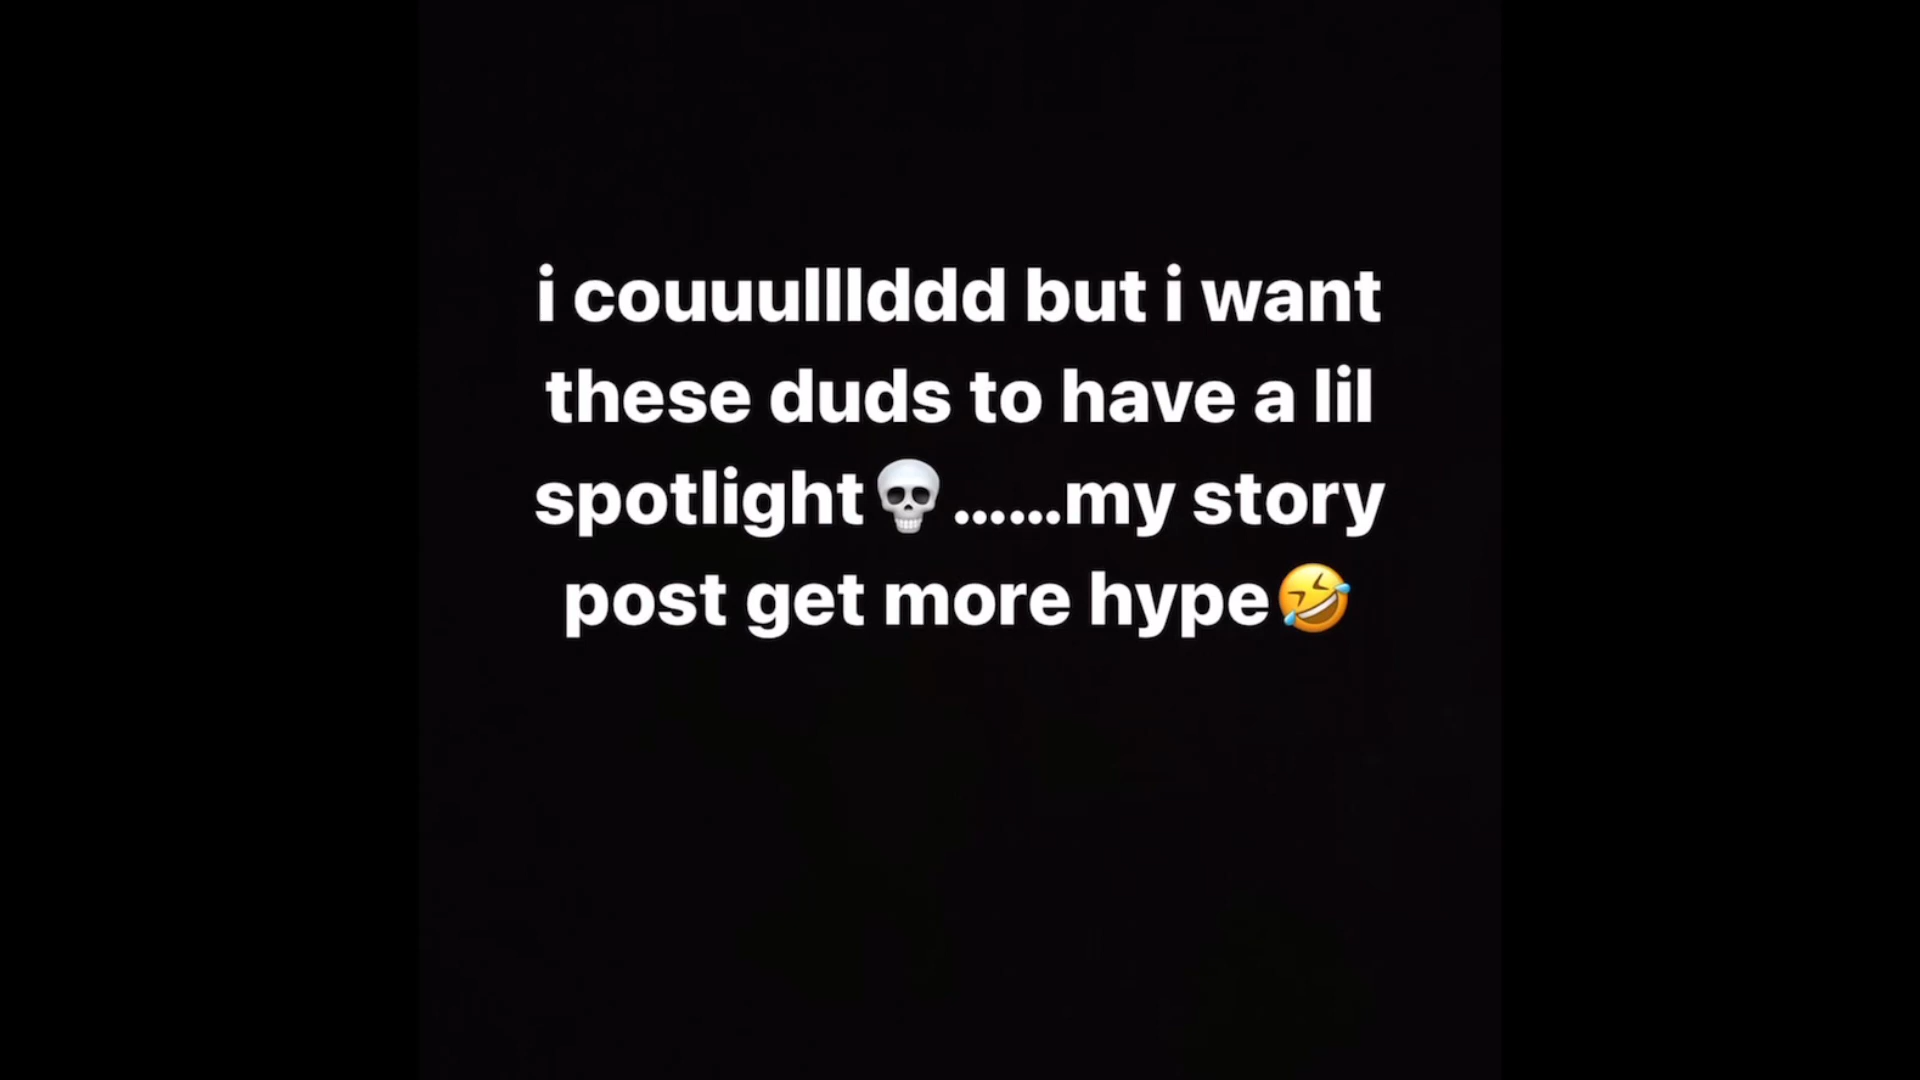 i couuulllddd but i want
these duds to have a lil
spotlight💀......my story
post get more hype🤣